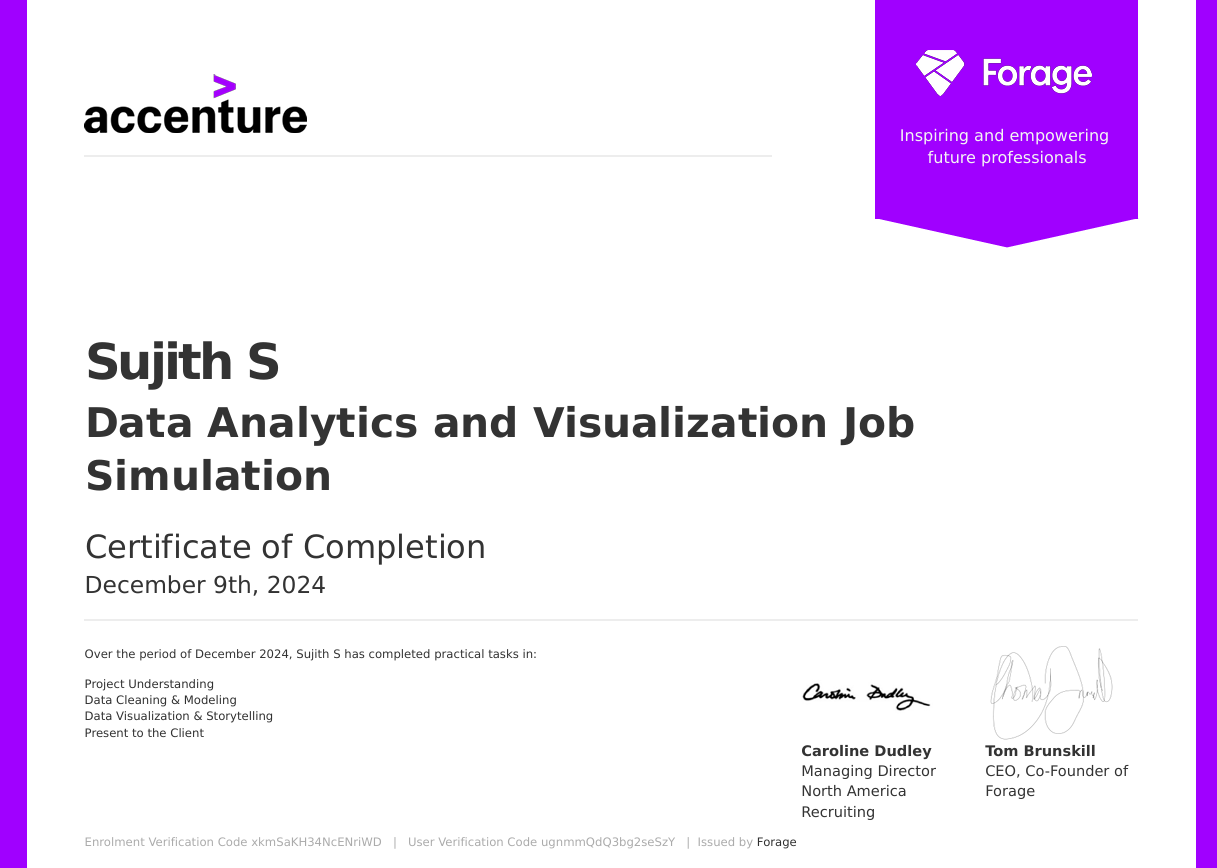 accenture
Forage
Inspiring and empowering
future professionals
Sujith S
Data Analytics and Visualization Job
Simulation
Certificate of Completion
December 9th, 2024
Over the period of December 2024, Sujith S has completed practical tasks in:
Project Understanding
Data Cleaning & Modeling
Data Visualization & Storytelling
Present to the Client
Caroline Dudley
Caroline Dudley
Managing Director
North America
Recruiting
Tom Brunskill
CEO, Co-Founder of
Forage
Enrolment Verification Code xkmSaKH34NcENriWD | User Verification Code ugnmmQdQ3bg2seSzY | Issued by Forage